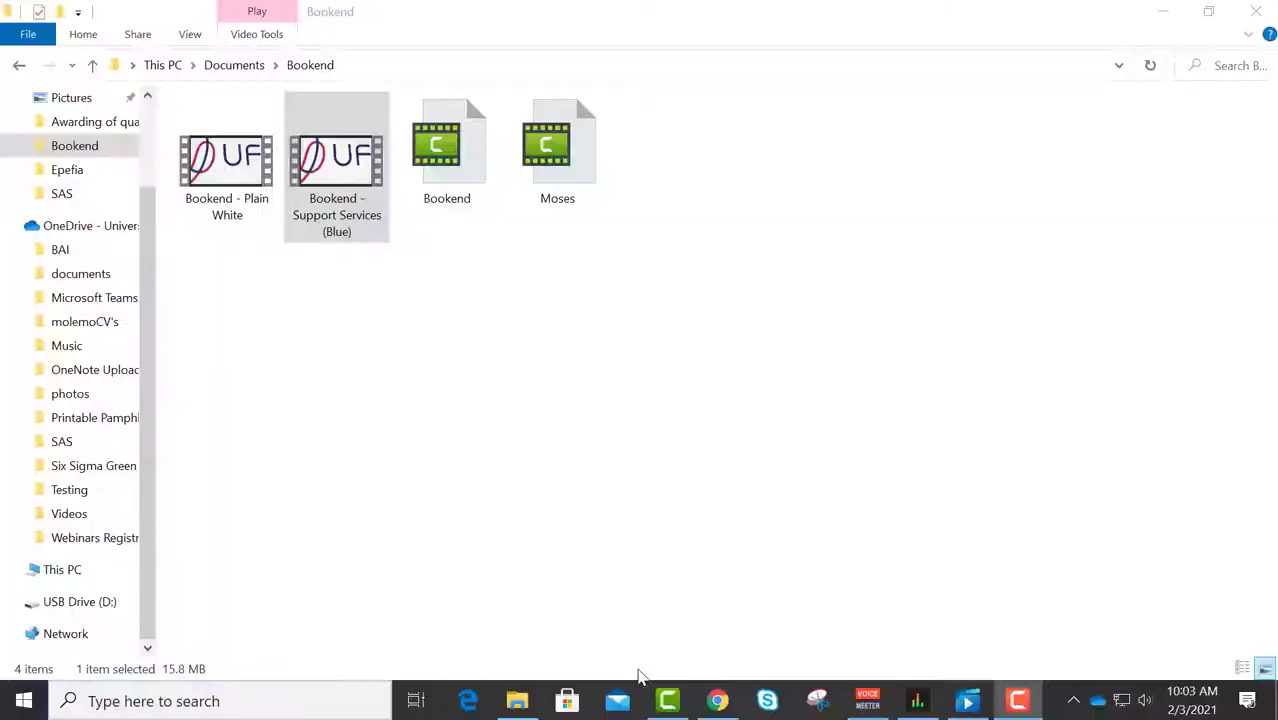 Play
Bookend
File
Home
Share
View
Video Tools
This PC
Documents
Bookend
Search B...
Pictures
Awarding of qua
Bookend
Epefia
SAS
OneDrive - Univers
BAI
documents
Microsoft Teams
molemoCV's
Music
OneNote Uploac
photos
Printable Pamphl
SAS
Six Sigma Green
Testing
Videos
Webinars Registr
This PC
USB Drive (D:)
Network
UF
Bookend - Plain
White
UF
Bookend -
Support Services
(Blue)
C
Bookend
C
Moses
4 items
1 item selected
15.8 MB
Type here to search
VOICE
MEETER
10:03 AM
2/3/2021